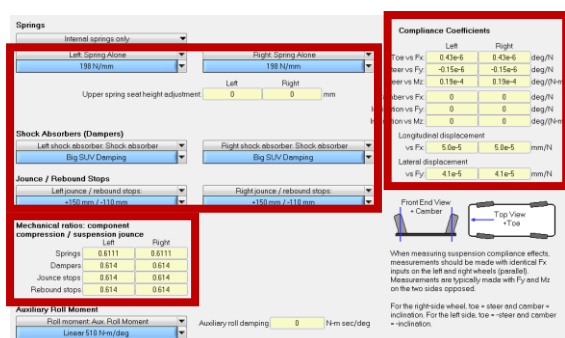 Springs
Internal springs only
Left: Spring Alone Right: Spring Alone
198 N/mm 198 N/mm
Left Right
Upper spring seat height adjustment: 0 0 mm
Shock Absorbers (Dampers)
Left shock absorber: Shock absorber Right shock absorber: Shock absorber
Big SUV Damping Big SUV Damping
Jounce / Rebound Stops
Left jounce / rebound stops: Right jounce / rebound stops:
+150 mm / -110 mm +150 mm / -110 mm
Mechanical ratios: component
compression / suspension jounce
Left Right
Springs 0.6111 0.6111
Dampers 0.614 0.614
Jounce stops 0.614 0.614
Rebound stops 0.614 0.614
Auxiliary Roll Moment
Roll moment: Aux. Roll Moment Auxiliary roll damping 0 N-m sec/deg
Linear 510 N-m/deg
Compliance Coefficients
Left Right
Toe vs Fx: 0.43e-6 0.43e-6 deg/N
Steer vs Fy: -0.15e-6 -0.15e-6 deg/N
Steer vs Mz: 0.19e-4 0.19e-4 deg/(N-m
Camber vs Fx: 0 0 deg/N
vs Fy: 0 0 deg/N
vs Mz: 0 0 deg/(N-m
Longitudinal displacement
vs Fx: 5.0e-5 5.0e-5 mm/N
Lateral displacement
vs Fy: 4.1e-5 4.1e-5 mm/N
Front End View
+ Camber
Top View
+Toe
When measuring suspension compliance effects,
measurements should be made with identical Fx
inputs on the left and right wheels (parallel).
Measurements are typically made with Fy and Mz
on the two sides opposed.
For the right-side wheel, toe = steer and camber =
inclination. For the left side, toe = -steer and camber
= -inclination.